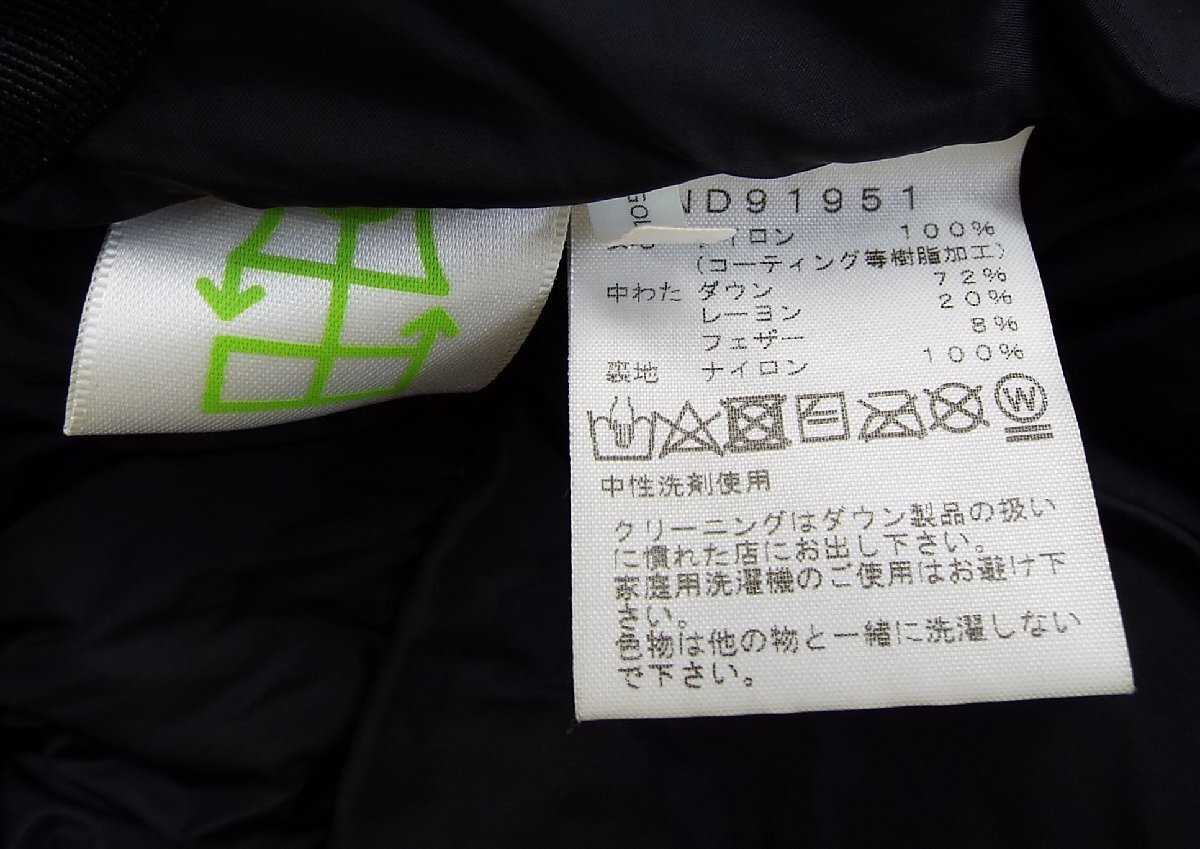 ND91951
105
ナイロン 100%
(コーティング等樹脂加工)
中わた ダウン 72%
レーヨン 20%
フェザー 8%
裏地 ナイロン 100%
W
中性洗剤使用
クリーニングはダウン製品の扱い
に慣れた店にお出し下さい。
家庭用洗濯機のご使用はお避け下
さい。
色物は他の物と一緒に洗濯しない
で下さい。